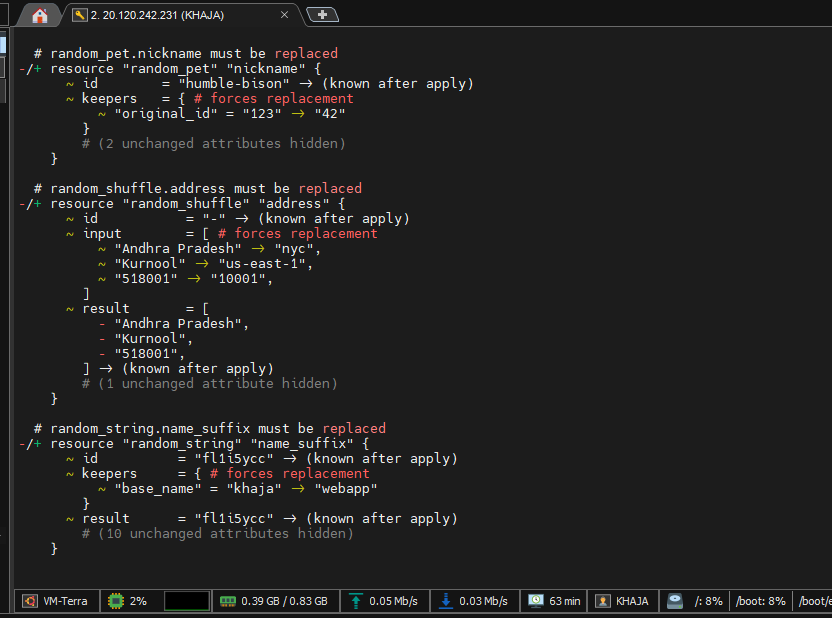 2. 20.120.242.231 (KHAJA)
# random_pet.nickname must be replaced
-/+ resource "random_pet" "nickname" {
~ id = "humble-bison" → (known after apply)
~ keepers = { # forces replacement
~ "original_id" = "123" → "42"
}
# (2 unchanged attributes hidden)
}
# random_shuffle.address must be replaced
-/+ resource "random_shuffle" "address" {
~ id = "-" → (known after apply)
~ input = [ # forces replacement
~ "Andhra Pradesh" → "nyc",
~ "Kurnool" → "us-east-1",
~ "518001" → "10001",
]
~ result = [
- "Andhra Pradesh",
- "Kurnool",
- "518001",
] → (known after apply)
# (1 unchanged attribute hidden)
}
# random_string.name_suffix must be replaced
-/+ resource "random_string" "name_suffix" {
~ id = "fl1i5ycc" → (known after apply)
~ keepers = { # forces replacement
~ "base_name" = "khaja" → "webapp"
}
~ result = "fl1i5ycc" → (known after apply)
# (10 unchanged attributes hidden)
}
VM-Terra 2% 0.39 GB / 0.83 GB 0.05 Mb/s 0.03 Mb/s 63 min KHAJA /: 8% /boot: 8%